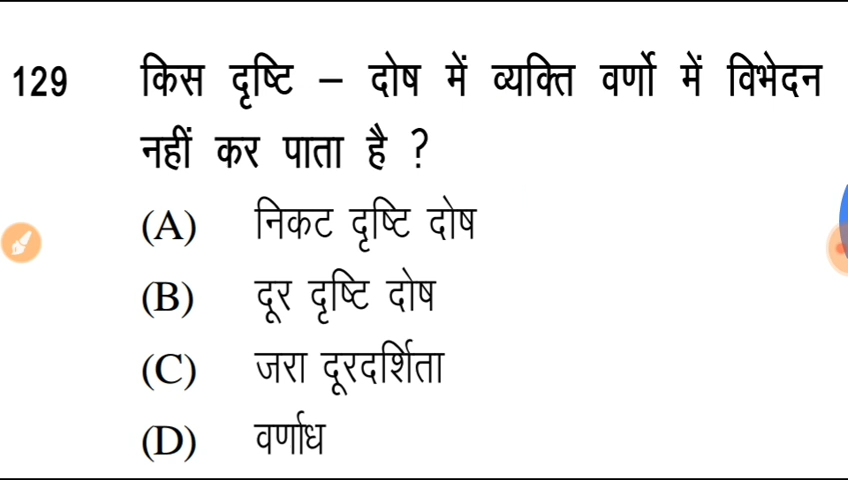 129 किस दृष्टि – दोष में व्यक्ति वर्णो में विभेदन
नहीं कर पाता है ?
(A) निकट दृष्टि दोष
(B) दूर दृष्टि दोष
(C) जरा दूरदर्शिता
(D) वर्णाध